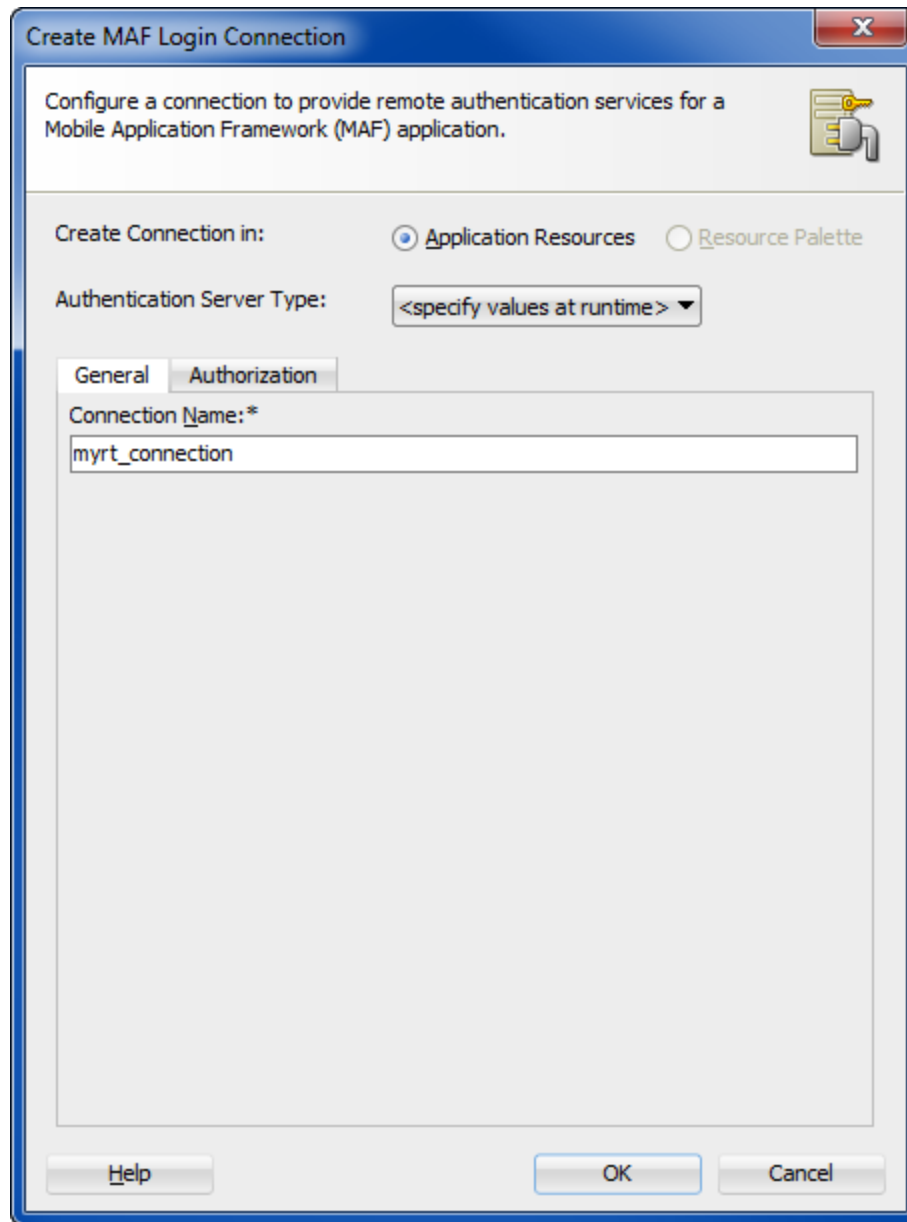 Create MAF Login Connection
Configure a connection to provide remote authentication services for a
Mobile Application Framework (MAF) application.
Create Connection in: Application Resources Resource Palette
Authentication Server Type: <specify values at runtime>
General Authorization
Connection Name:*
myrt_connection
Help OK Cancel